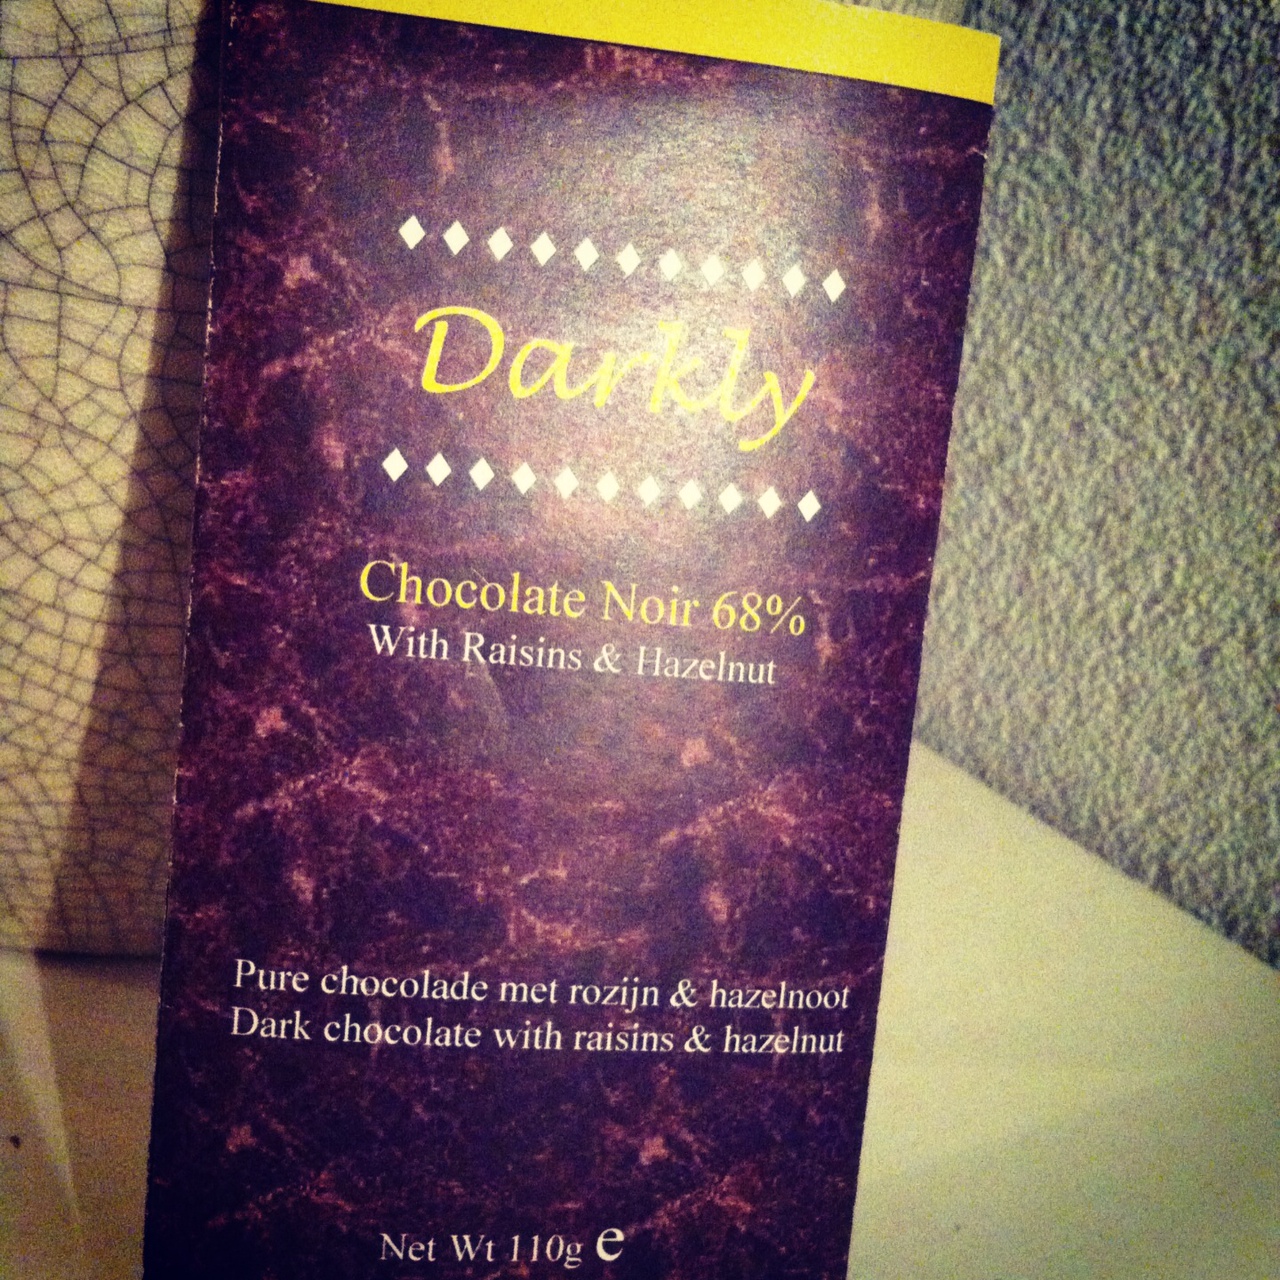 Darkly
Chocolate Noir 68%
With Raisins & Hazelnut
Pure chocolade met rozijn & hazelnoot
Dark chocolate with raisins & hazelnut
Net Wt 110g e